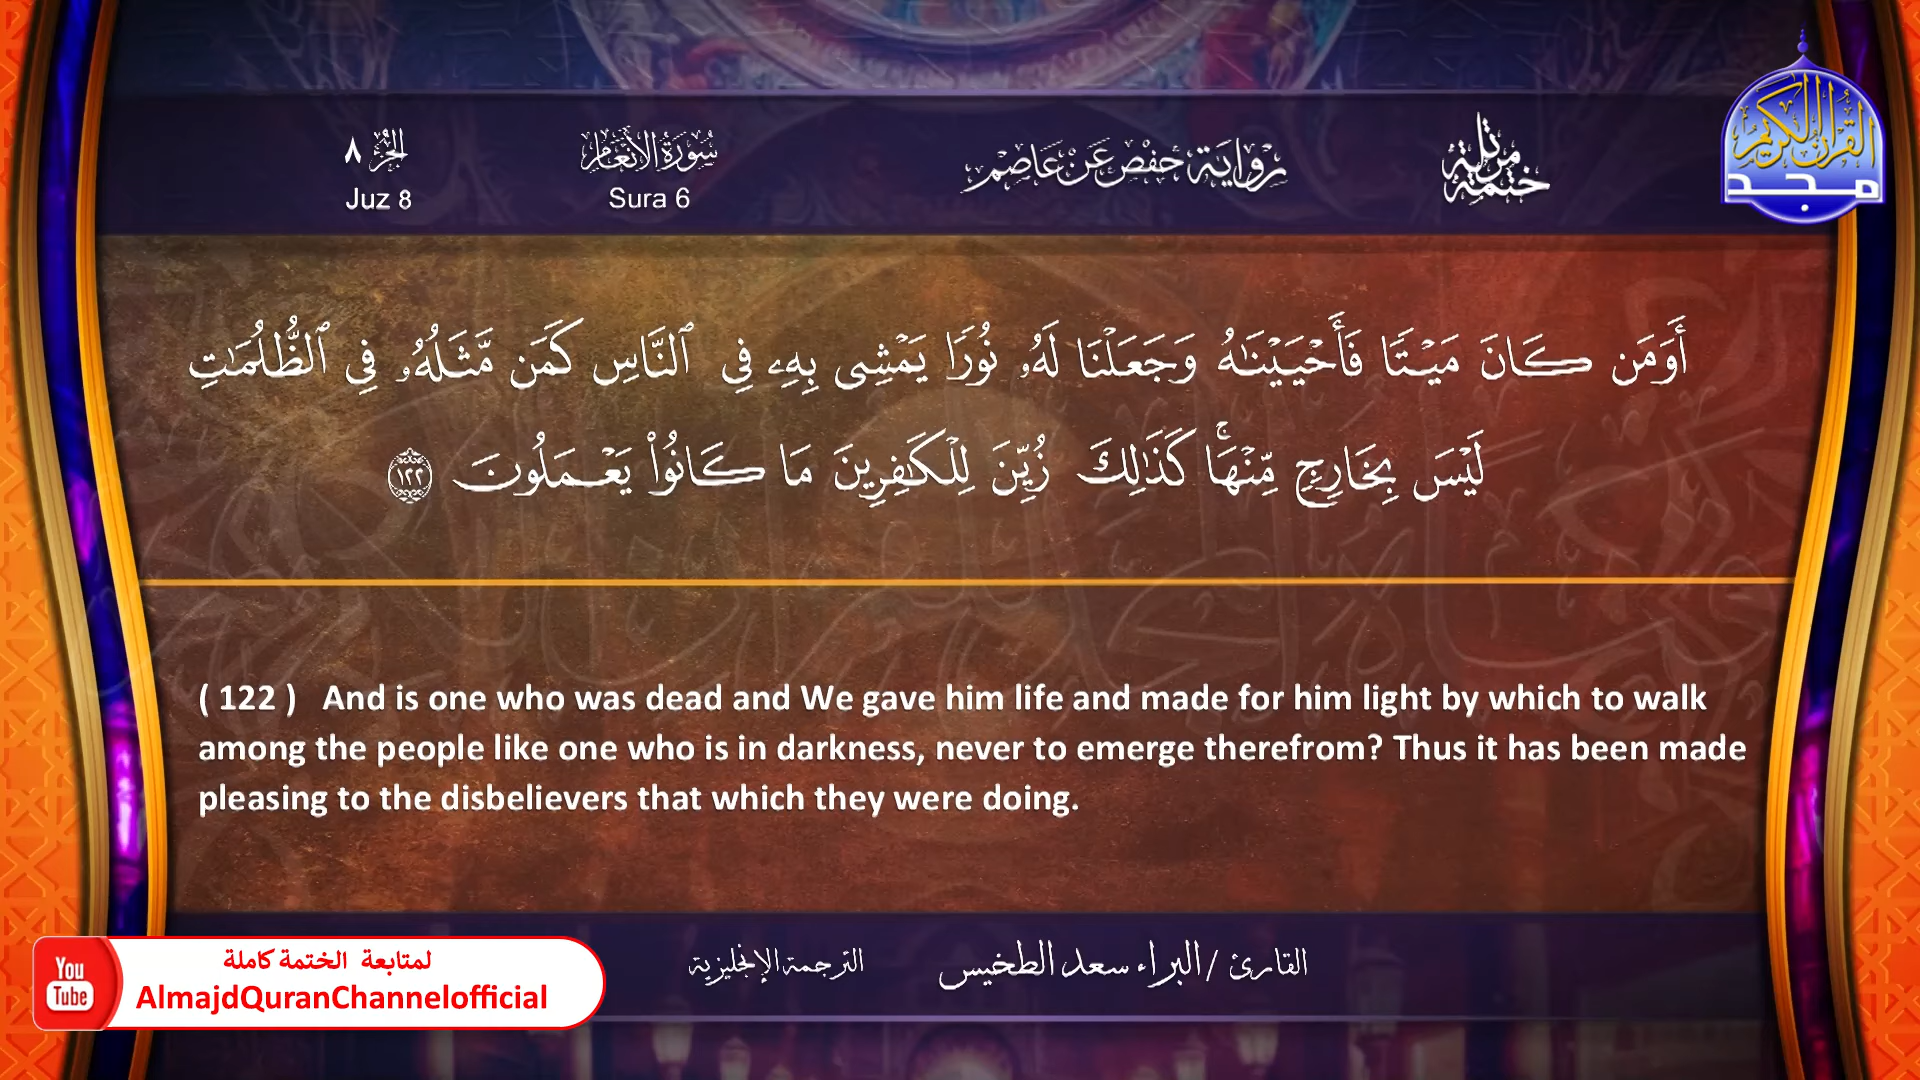 الجزء ٨
Juz 8
سورة الأنعام
Sura 6
رواية حفص عن عاصم
ختمة مرتلة
القرآن الكريم
مجد
أَوَمَن كَانَ مَيْتًا فَأَحْيَيْنَٰهُ وَجَعَلْنَا لَهُۥ نُورًا يَمْشِى بِهِۦ فِى ٱلنَّاسِ كَمَن مَّثَلُهُۥ فِى ٱلظُّلُمَٰتِ
لَيْسَ بِخَارِجٍ مِّنْهَا ۚ كَذَٰلِكَ زُيِّنَ لِلْكَٰفِرِينَ مَا كَانُوا۟ يَعْمَلُونَ ١٢٢
( 122 ) And is one who was dead and We gave him life and made for him light by which to walk
among the people like one who is in darkness, never to emerge therefrom? Thus it has been made
pleasing to the disbelievers that which they were doing.
القارئ / البراء سعد الطخيس
الترجمة الإنجليزية
You
Tube
لمتابعة الختمة كاملة
AlmajdQuranChannelofficial